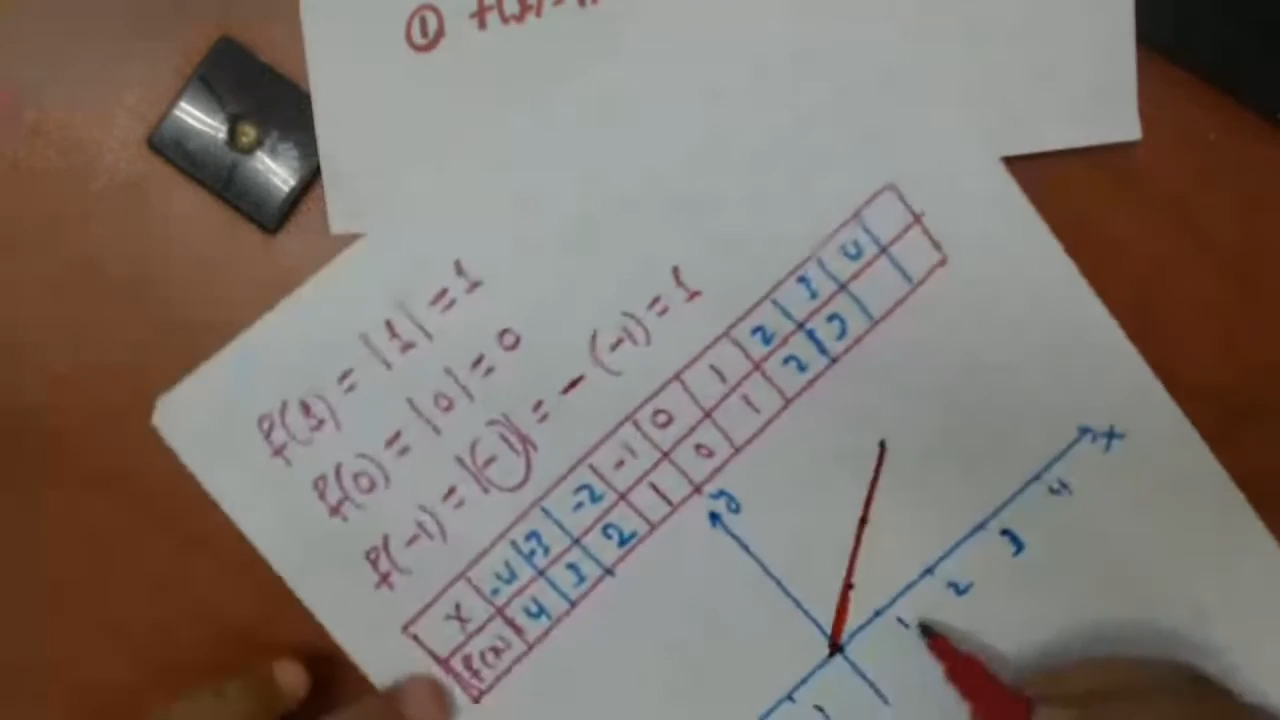 ①
f(1) = |1| = 1
f(0) = |0| = 0
f(-1) = |-1| = -(-1) = 1
x -4 -3 -2 -1 0 1 2 3 4
f(x) 4 3 2 1 0 1 2 3
y
x
1 2 3 4